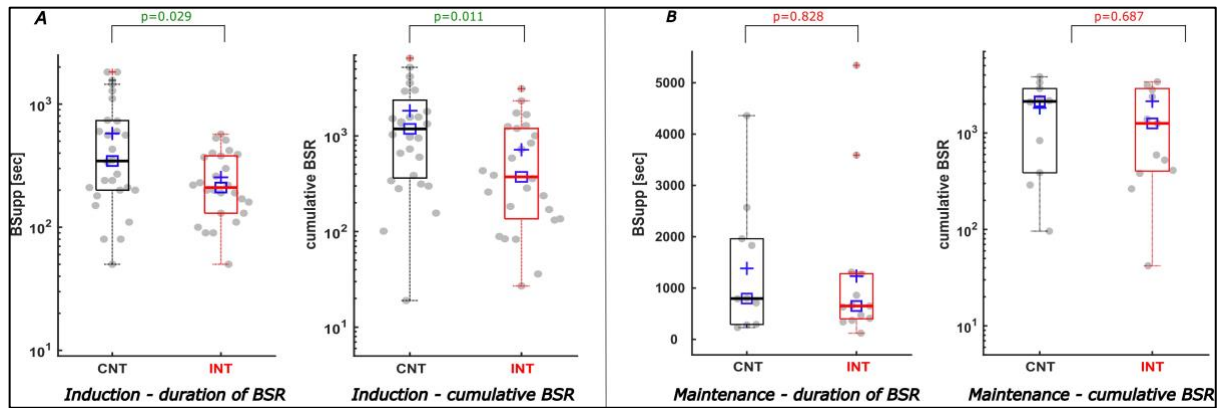 A
p=0.029
p=0.011
B
p=0.828
p=0.687
BSupp [sec]
10³
10²
10¹
CNT
INT
Induction - duration of BSR
cumulative BSR
10³
10²
10¹
CNT
INT
Induction - cumulative BSR
BSupp [sec]
5000
4000
3000
2000
1000
0
CNT
INT
Maintenance - duration of BSR
cumulative BSR
10³
10²
10¹
CNT
INT
Maintenance - cumulative BSR